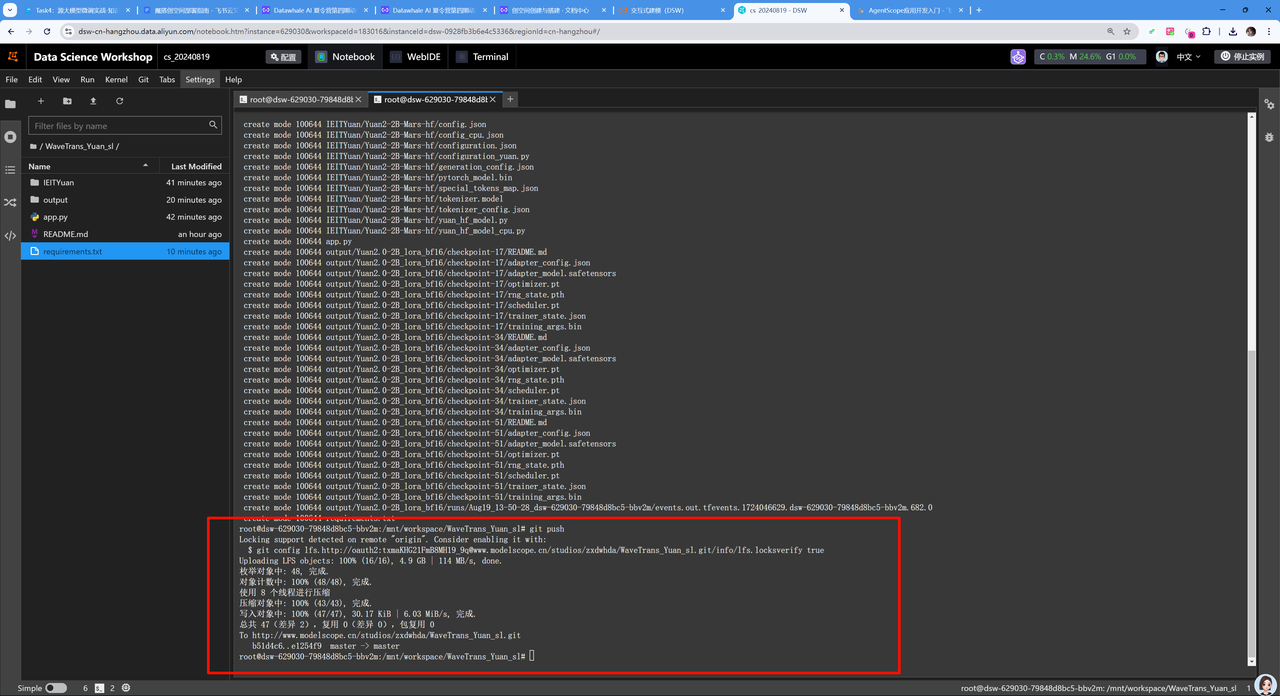 Task4：源大模型微调实战-知识
魔搭创空间部署指南 - 飞书云文
Datawhale AI 夏令营第四期动
Datawhale AI 夏令营第四期动
创空间创建与搭建 · 文档中心
交互式建模（DSW）
cs_20240819 - DSW
AgentScope应用开发入门 - 飞
dsw-cn-hangzhou.data.aliyun.com/notebook.htm?instance=629030&workspaceId=183016&instanceId=dsw-0928fb3b6e4c5336&regionId=cn-hangzhou#/
Data Science Workshop
cs_20240819
配置
Notebook
WebIDE
Terminal
C 0.3% M 24.6% G1 0.0%
中文
停止实例
File Edit View Run Kernel Git Tabs Settings Help
root@dsw-629030-79848d8b
root@dsw-629030-79848d8b
Filter files by name
/ WaveTrans_Yuan_sl /
Name Last Modified
IEITYuan 41 minutes ago
output 20 minutes ago
app.py 42 minutes ago
README.md an hour ago
requirements.txt 10 minutes ago
create mode 100644 IEITYuan/Yuan2-2B-Mars-hf/config.json
create mode 100644 IEITYuan/Yuan2-2B-Mars-hf/config_cpu.json
create mode 100644 IEITYuan/Yuan2-2B-Mars-hf/configuration.json
create mode 100644 IEITYuan/Yuan2-2B-Mars-hf/configuration_yuan.py
create mode 100644 IEITYuan/Yuan2-2B-Mars-hf/generation_config.json
create mode 100644 IEITYuan/Yuan2-2B-Mars-hf/pytorch_model.bin
create mode 100644 IEITYuan/Yuan2-2B-Mars-hf/special_tokens_map.json
create mode 100644 IEITYuan/Yuan2-2B-Mars-hf/tokenizer.model
create mode 100644 IEITYuan/Yuan2-2B-Mars-hf/tokenizer_config.json
create mode 100644 IEITYuan/Yuan2-2B-Mars-hf/yuan_hf_model.py
create mode 100644 IEITYuan/Yuan2-2B-Mars-hf/yuan_hf_model_cpu.py
create mode 100644 app.py
create mode 100644 output/Yuan2.0-2B_lora_bf16/checkpoint-17/README.md
create mode 100644 output/Yuan2.0-2B_lora_bf16/checkpoint-17/adapter_config.json
create mode 100644 output/Yuan2.0-2B_lora_bf16/checkpoint-17/adapter_model.safetensors
create mode 100644 output/Yuan2.0-2B_lora_bf16/checkpoint-17/optimizer.pt
create mode 100644 output/Yuan2.0-2B_lora_bf16/checkpoint-17/rng_state.pth
create mode 100644 output/Yuan2.0-2B_lora_bf16/checkpoint-17/scheduler.pt
create mode 100644 output/Yuan2.0-2B_lora_bf16/checkpoint-17/trainer_state.json
create mode 100644 output/Yuan2.0-2B_lora_bf16/checkpoint-17/training_args.bin
create mode 100644 output/Yuan2.0-2B_lora_bf16/checkpoint-34/README.md
create mode 100644 output/Yuan2.0-2B_lora_bf16/checkpoint-34/adapter_config.json
create mode 100644 output/Yuan2.0-2B_lora_bf16/checkpoint-34/adapter_model.safetensors
create mode 100644 output/Yuan2.0-2B_lora_bf16/checkpoint-34/optimizer.pt
create mode 100644 output/Yuan2.0-2B_lora_bf16/checkpoint-34/rng_state.pth
create mode 100644 output/Yuan2.0-2B_lora_bf16/checkpoint-34/scheduler.pt
create mode 100644 output/Yuan2.0-2B_lora_bf16/checkpoint-34/trainer_state.json
create mode 100644 output/Yuan2.0-2B_lora_bf16/checkpoint-34/training_args.bin
create mode 100644 output/Yuan2.0-2B_lora_bf16/checkpoint-51/README.md
create mode 100644 output/Yuan2.0-2B_lora_bf16/checkpoint-51/adapter_config.json
create mode 100644 output/Yuan2.0-2B_lora_bf16/checkpoint-51/adapter_model.safetensors
create mode 100644 output/Yuan2.0-2B_lora_bf16/checkpoint-51/optimizer.pt
create mode 100644 output/Yuan2.0-2B_lora_bf16/checkpoint-51/rng_state.pth
create mode 100644 output/Yuan2.0-2B_lora_bf16/checkpoint-51/scheduler.pt
create mode 100644 output/Yuan2.0-2B_lora_bf16/checkpoint-51/trainer_state.json
create mode 100644 output/Yuan2.0-2B_lora_bf16/checkpoint-51/training_args.bin
create mode 100644 output/Yuan2.0-2B_lora_bf16/runs/Aug19_13-50-28_dsw-629030-79848d8bc5-bbv2m/events.out.tfevents.1724046629.dsw-629030-79848d8bc5-bbv2m.682.0
create mode 100644 requirements.txt
root@dsw-629030-79848d8bc5-bbv2m:/mnt/workspace/WaveTrans_Yuan_sl# git push
Locking support detected on remote "origin". Consider enabling it with:
$ git config lfs.http://oauth2:txmaKHG21FmB8MH19_9q@www.modelscope.cn/studios/zxdwhda/WaveTrans_Yuan_sl.git/info/lfs.locksverify true
Uploading LFS objects: 100% (16/16), 4.9 GB | 114 MB/s, done.
枚举对象中: 48, 完成.
对象计数中: 100% (48/48), 完成.
使用 8 个线程进行压缩
压缩对象中: 100% (43/43), 完成.
写入对象中: 100% (47/47), 30.17 KiB | 6.03 MiB/s, 完成.
总共 47（差异 2），复用 0（差异 0），包复用 0
To http://www.modelscope.cn/studios/zxdwhda/WaveTrans_Yuan_sl.git
b51d4c6..e1254f9 master -> master
root@dsw-629030-79848d8bc5-bbv2m:/mnt/workspace/WaveTrans_Yuan_sl#
Simple 6 2
root@dsw-629030-79848d8bc5-bbv2m: /mnt/workspace/WaveTrans_Yuan_sl 1